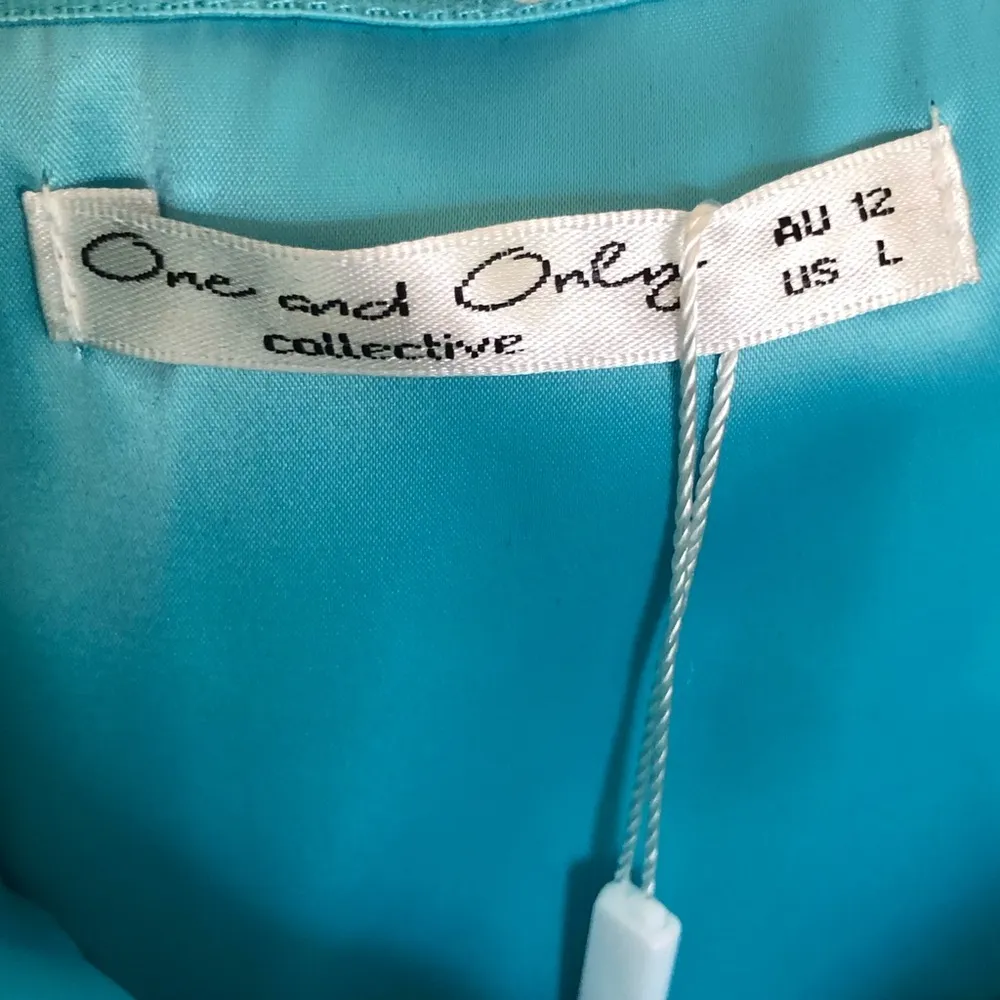 One and Only
collective
AU 12
US L